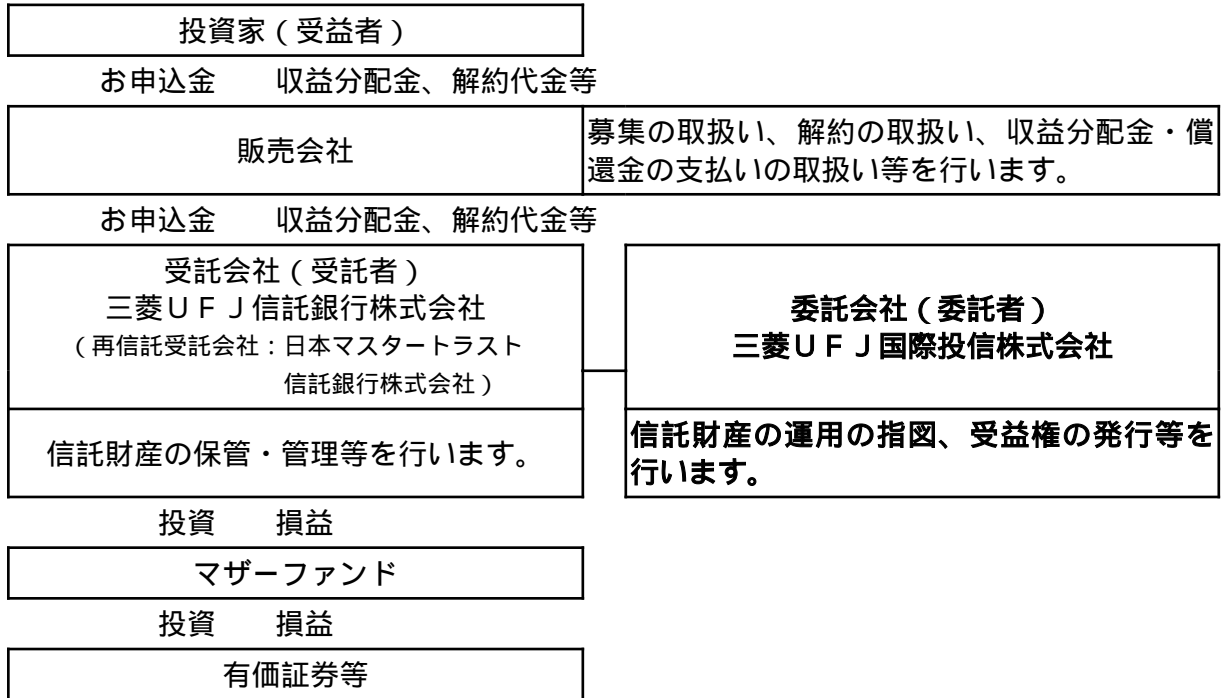 投資家（受益者）
お申込金　収益分配金、解約代金等
販売会社
募集の取扱い、解約の取扱い、収益分配金・償
還金の支払いの取扱い等を行います。
お申込金　収益分配金、解約代金等
受託会社（受託者）
三菱ＵＦＪ信託銀行株式会社
（再信託受託会社：日本マスタートラスト
信託銀行株式会社）
委託会社（委託者）
三菱ＵＦＪ国際投信株式会社
信託財産の保管・管理等を行います。
信託財産の運用の指図、受益権の発行等を
行います。
投資　損益
マザーファンド
投資　損益
有価証券等